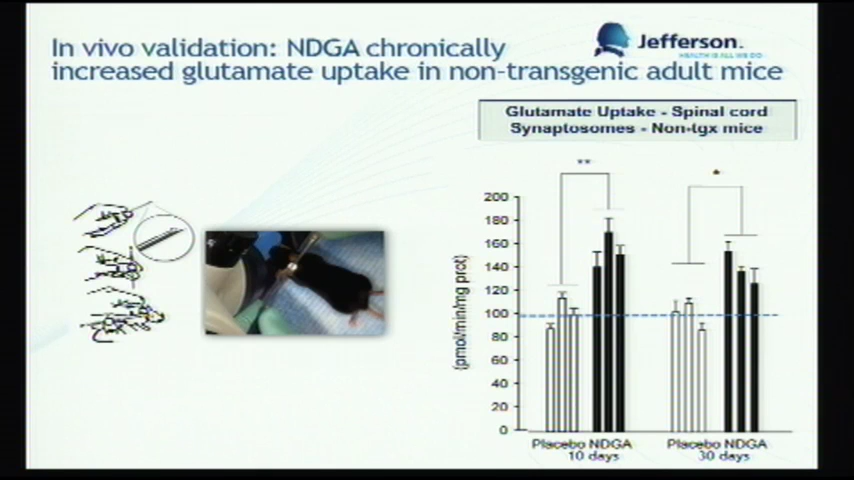 In vivo validation: NDGA chronically
increased glutamate uptake in non-transgenic adult mice
Jefferson.
HEALTH IS ALL WE DO
Glutamate Uptake - Spinal cord
Synaptosomes - Non-tgx mice
**
*
200
180
160
140
120
100
80
60
40
20
0
(pmol/min/mg prot)
Placebo NDGA
10 days
Placebo NDGA
30 days